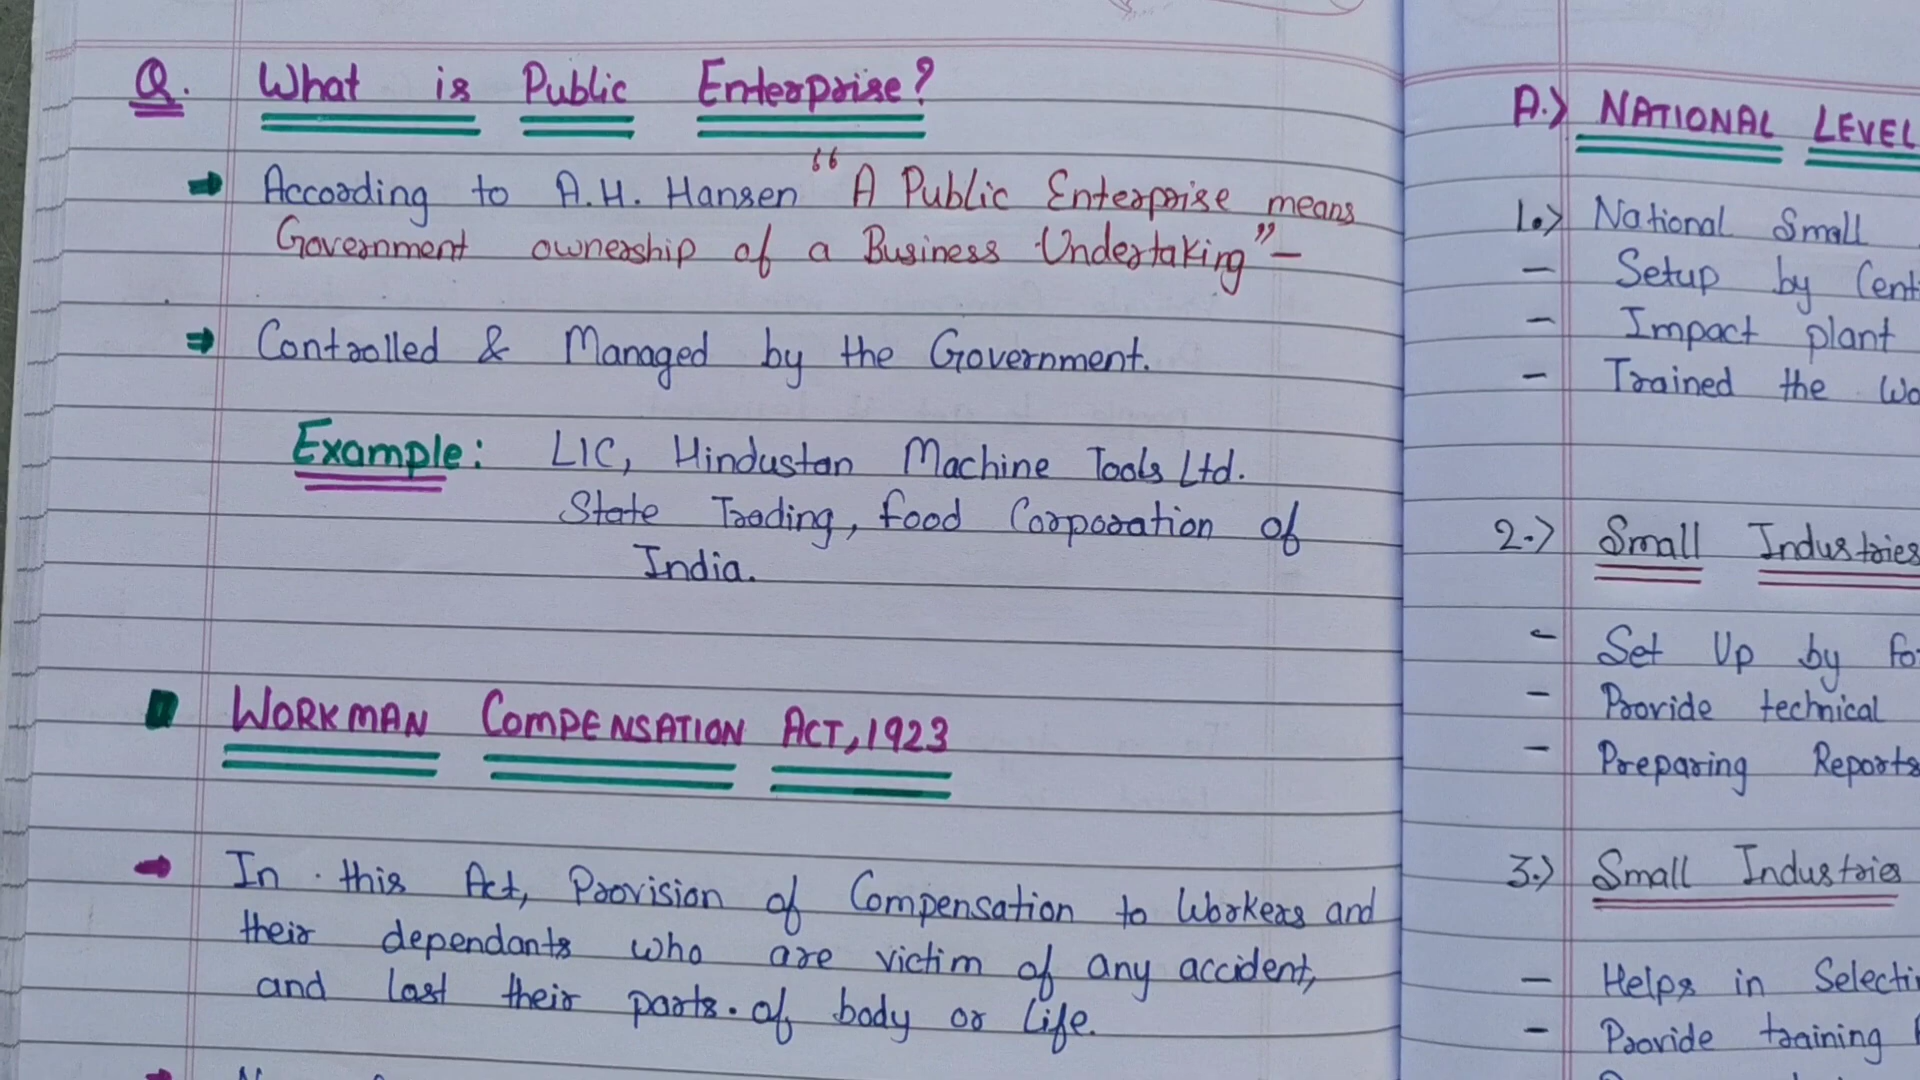 Q. What is Public Enterprise?
According to A.H. Hansen "A Public Enterprise means
Government ownership of a Business Undertaking" –
Controlled & Managed by the Government.
Example: LIC, Hindustan Machine Tools Ltd.
State Trading, Food Corporation of
India.
WORKMAN COMPENSATION ACT, 1923
In this Act, Provision of Compensation to Workers and
their dependants who are victim of any accident,
and lost their parts. of body or Life.
A.) NATIONAL LEVEL
1.) National Small
– Setup by
– Impact plant
– Trained the
2.) Small Industries
– Set Up by
– Provide technical
– Preparing Reports
3.) Small Industries
– Helps in
– Provide training